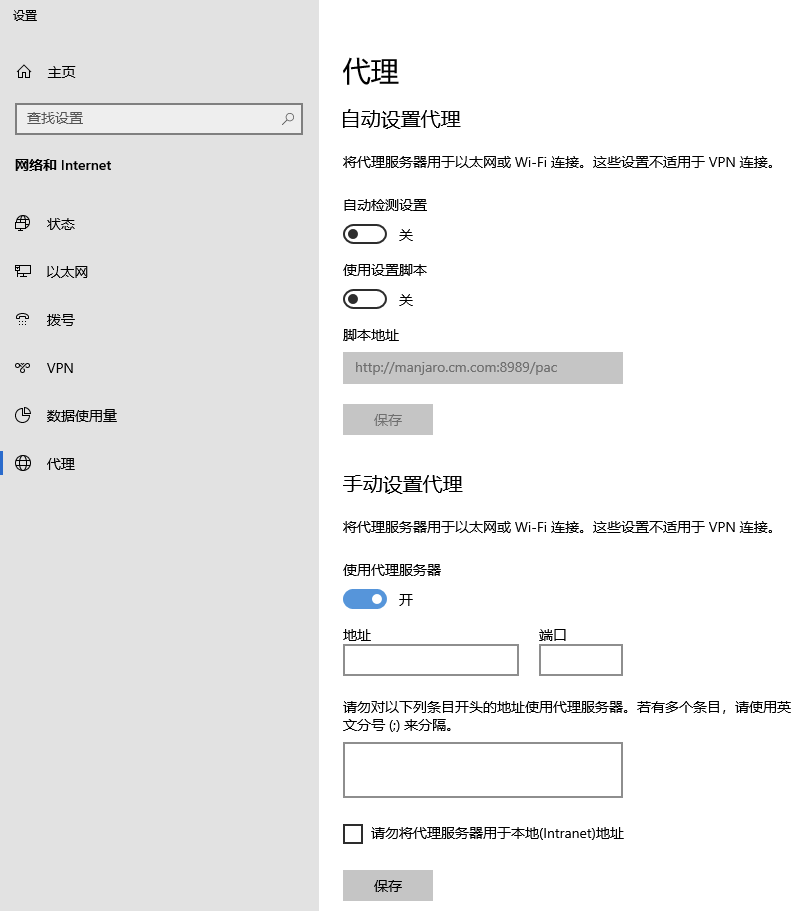 设置
主页
查找设置
网络和 Internet
状态
以太网
拨号
VPN
数据使用量
代理
代理
自动设置代理
将代理服务器用于以太网或 Wi-Fi 连接。这些设置不适用于 VPN 连接。
自动检测设置
关
使用设置脚本
关
脚本地址
http://manjaro.cm.com:8989/pac
保存
手动设置代理
将代理服务器用于以太网或 Wi-Fi 连接。这些设置不适用于 VPN 连接。
使用代理服务器
开
地址 端口
请勿对以下列条目开头的地址使用代理服务器。若有多个条目，请使用英
文分号 (;) 来分隔。
请勿将代理服务器用于本地(Intranet)地址
保存